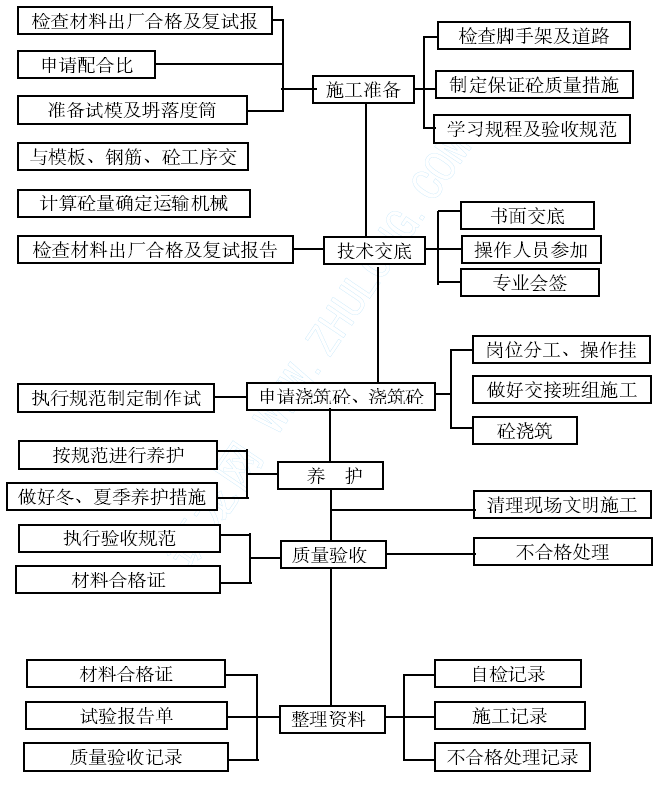 检查材料出厂合格及复试报
检查脚手架及道路
申请配合比
施工准备
制定保证砼质量措施
准备试模及坍落度筒
学习规程及验收规范
与模板、钢筋、砼工序交
计算砼量确定运输机械
书面交底
检查材料出厂合格及复试报告
技术交底
操作人员参加
专业会签
岗位分工、操作挂
执行规范制定制作试
申请浇筑砼、浇筑砼
做好交接班组施工
砼浇筑
按规范进行养护
养 护
做好冬、夏季养护措施
清理现场文明施工
执行验收规范
质量验收
不合格处理
材料合格证
材料合格证
自检记录
试验报告单
整理资料
施工记录
质量验收记录
不合格处理记录